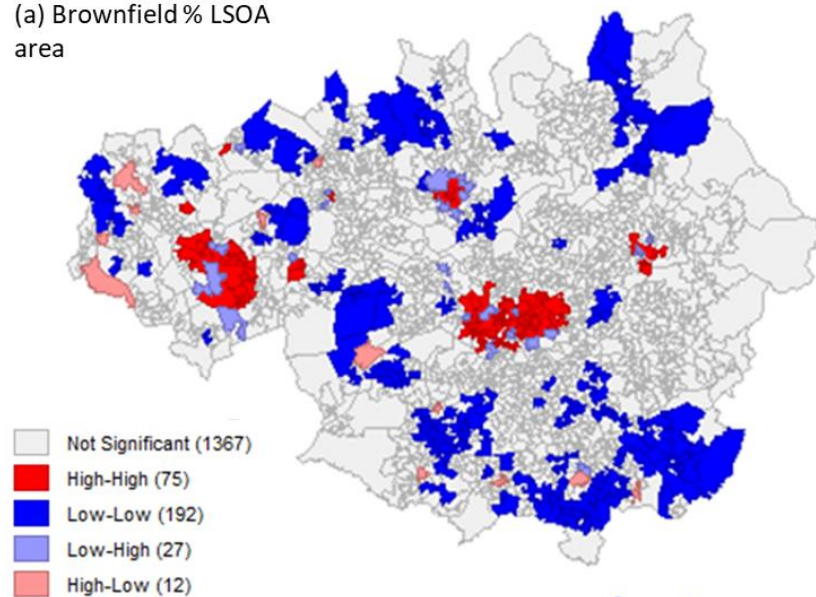 (a) Brownfield % LSOA
area
Not Significant (1367)
High-High (75)
Low-Low (192)
Low-High (27)
High-Low (12)